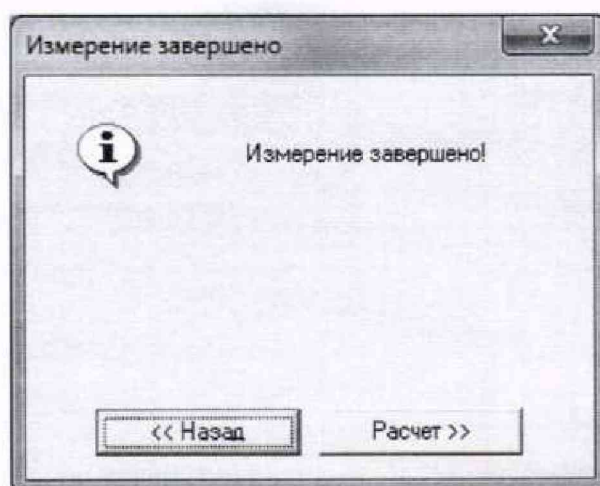 Измерение завершено
Измерение завершено!
<< Назад
Расчет >>